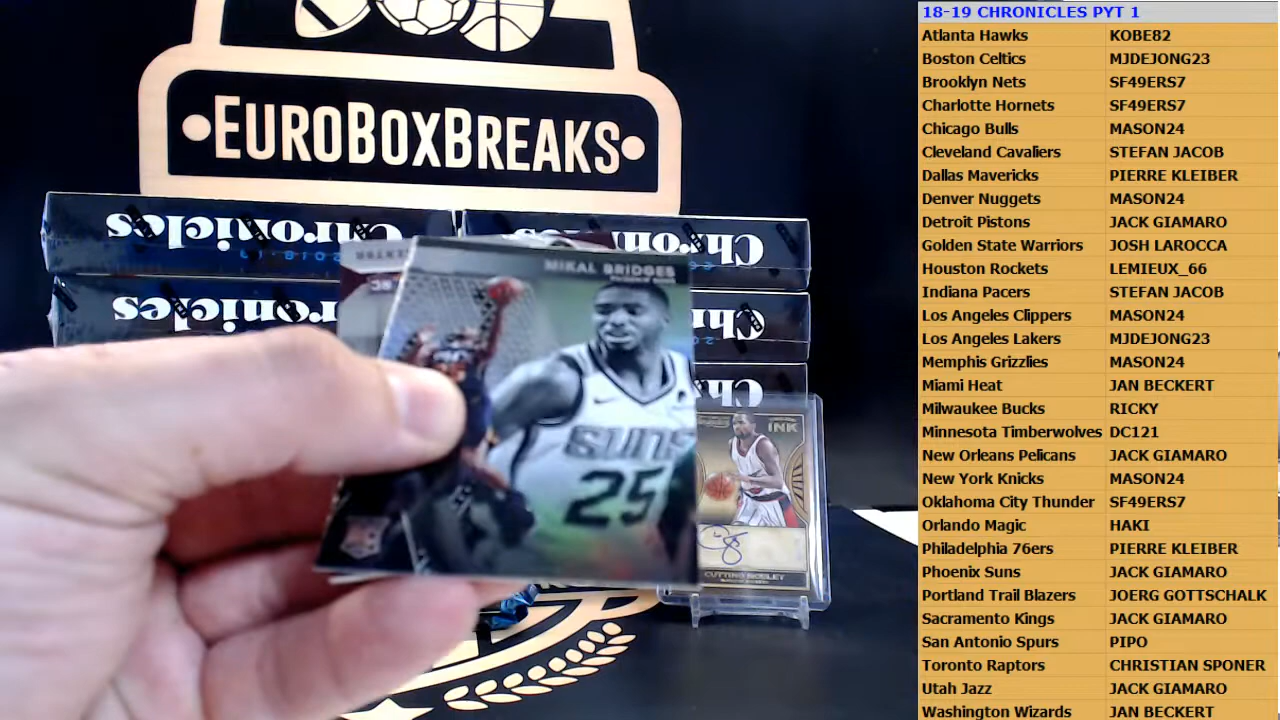 •EUROBOXBREAKS•
Chronicles
Chronicles
Chronicles
Chron
Chr
MIKAL BRIDGES
SUNS
25
INK
CUTTINO MOBLEY
18-19 CHRONICLES PYT 1
Atlanta Hawks KOBE82
Boston Celtics MJDEJONG23
Brooklyn Nets SF49ERS7
Charlotte Hornets SF49ERS7
Chicago Bulls MASON24
Cleveland Cavaliers STEFAN JACOB
Dallas Mavericks PIERRE KLEIBER
Denver Nuggets MASON24
Detroit Pistons JACK GIAMARO
Golden State Warriors JOSH LAROCCA
Houston Rockets LEMIEUX_66
Indiana Pacers STEFAN JACOB
Los Angeles Clippers MASON24
Los Angeles Lakers MJDEJONG23
Memphis Grizzlies MASON24
Miami Heat JAN BECKERT
Milwaukee Bucks RICKY
Minnesota Timberwolves DC121
New Orleans Pelicans JACK GIAMARO
New York Knicks MASON24
Oklahoma City Thunder SF49ERS7
Orlando Magic HAKI
Philadelphia 76ers PIERRE KLEIBER
Phoenix Suns JACK GIAMARO
Portland Trail Blazers JOERG GOTTSCHALK
Sacramento Kings JACK GIAMARO
San Antonio Spurs PIPO
Toronto Raptors CHRISTIAN SPONER
Utah Jazz JACK GIAMARO
Washington Wizards JAN BECKERT